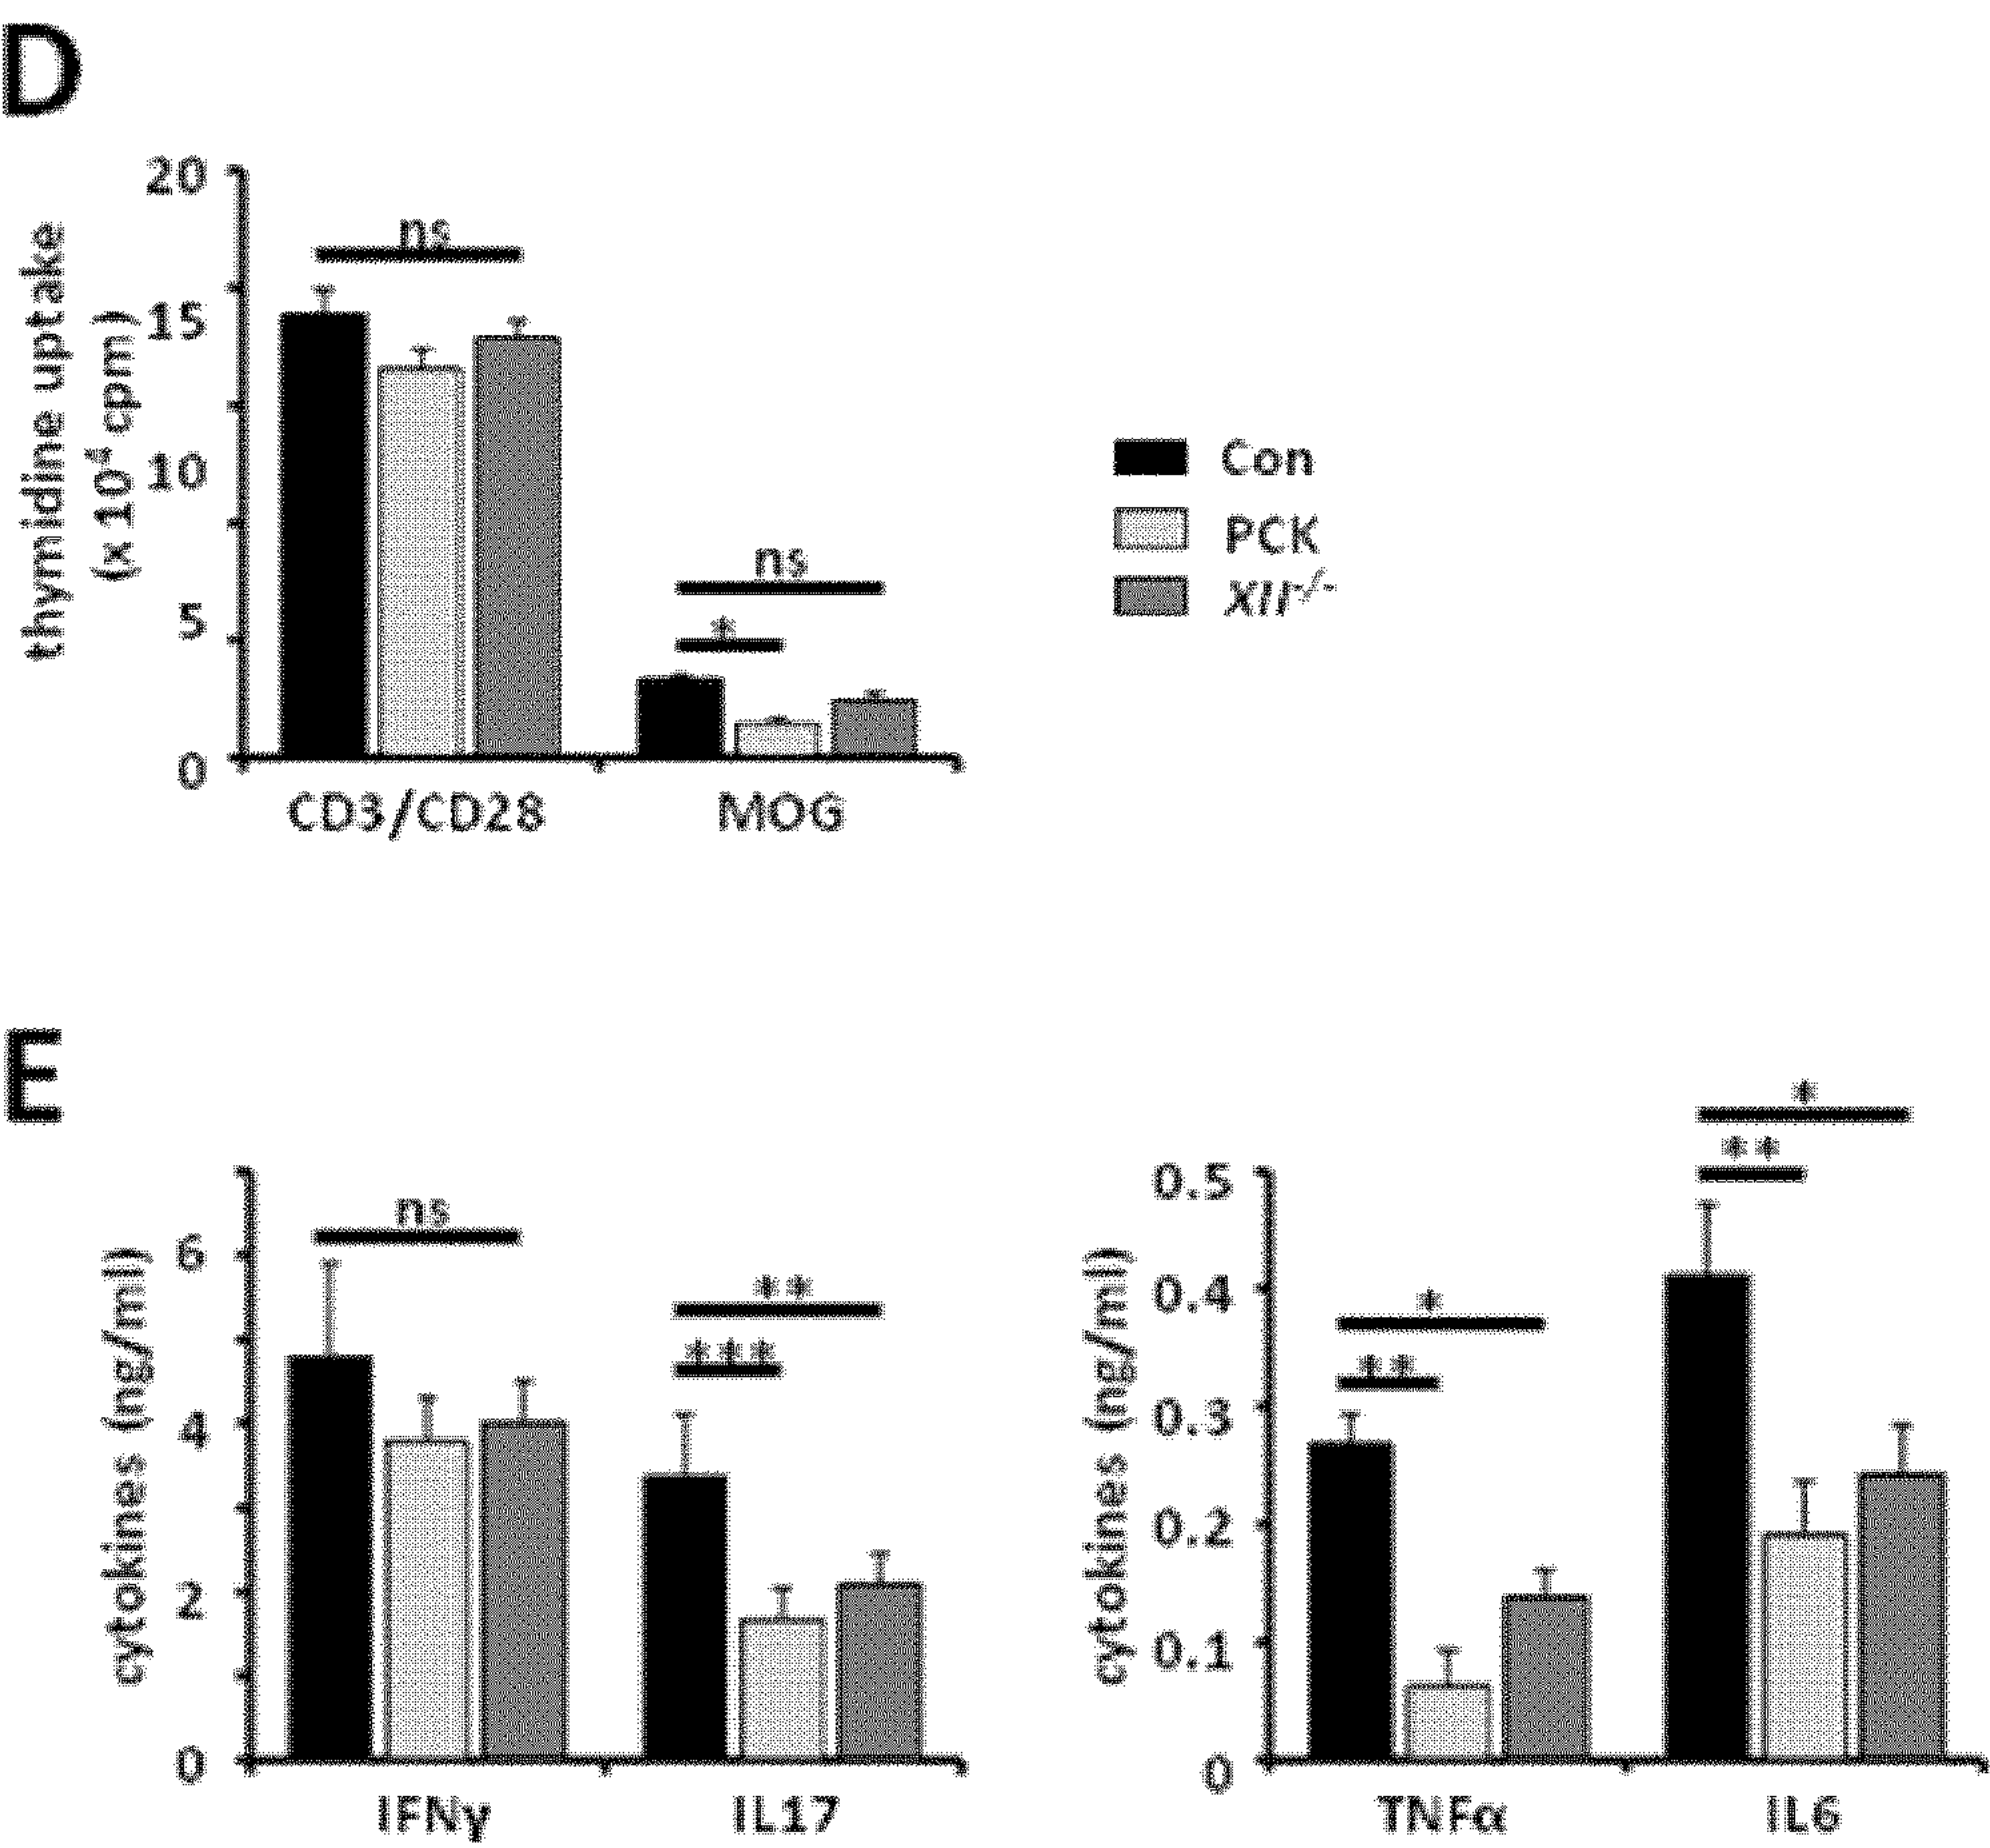 D
20
15
10
5
0
thymidine uptake
(x 10⁴ cpm)
ns
ns
*
CD3/CD28
MOG
Con
PCK
XII⁻/⁻
E
6
4
2
0
cytokines (ng/ml)
ns
**
***
IFNγ
IL17
0.5
0.4
0.3
0.2
0.1
0
cytokines (ng/ml)
*
**
*
**
TNFα
IL6